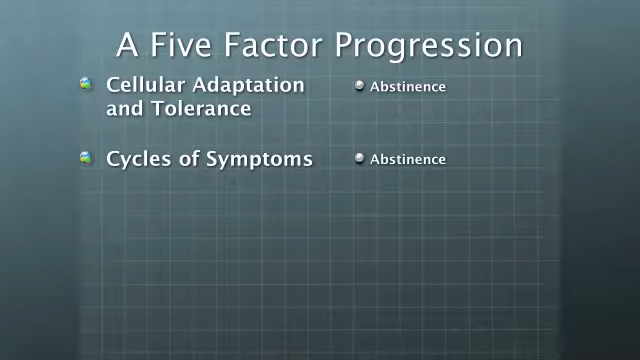 A Five Factor Progression
Cellular Adaptation
and Tolerance
Abstinence
Cycles of Symptoms
Abstinence